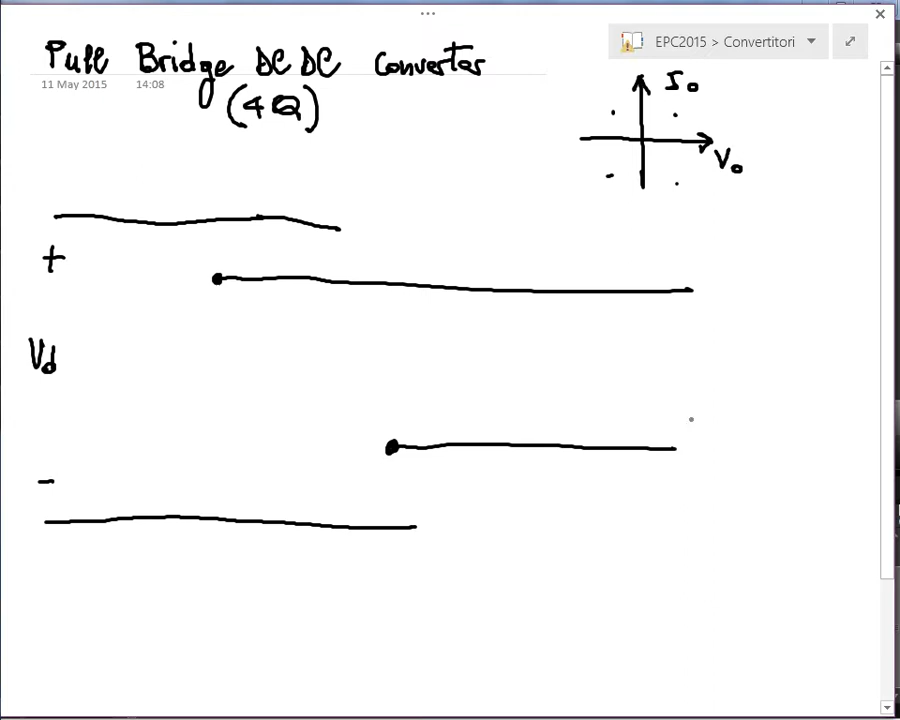 Full Bridge DC DC Converter
11 May 2015 14:08
(4Q)
EPC2015 > Convertitori
Io
Vo
+
Vd
-